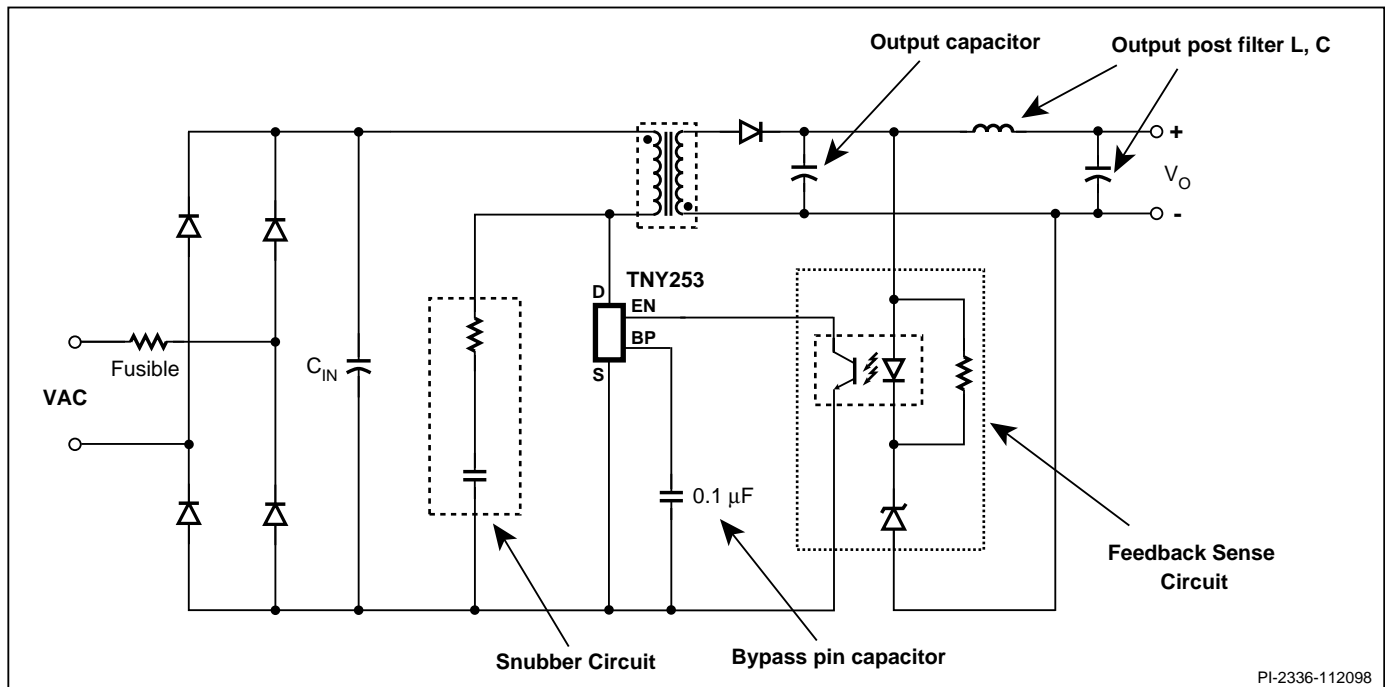 Output capacitor
Output post filter L, C
+
VO
-
TNY253
D
EN
BP
S
Fusible
CIN
VAC
0.1 µF
Feedback Sense
Circuit
Snubber Circuit
Bypass pin capacitor
PI-2336-112098